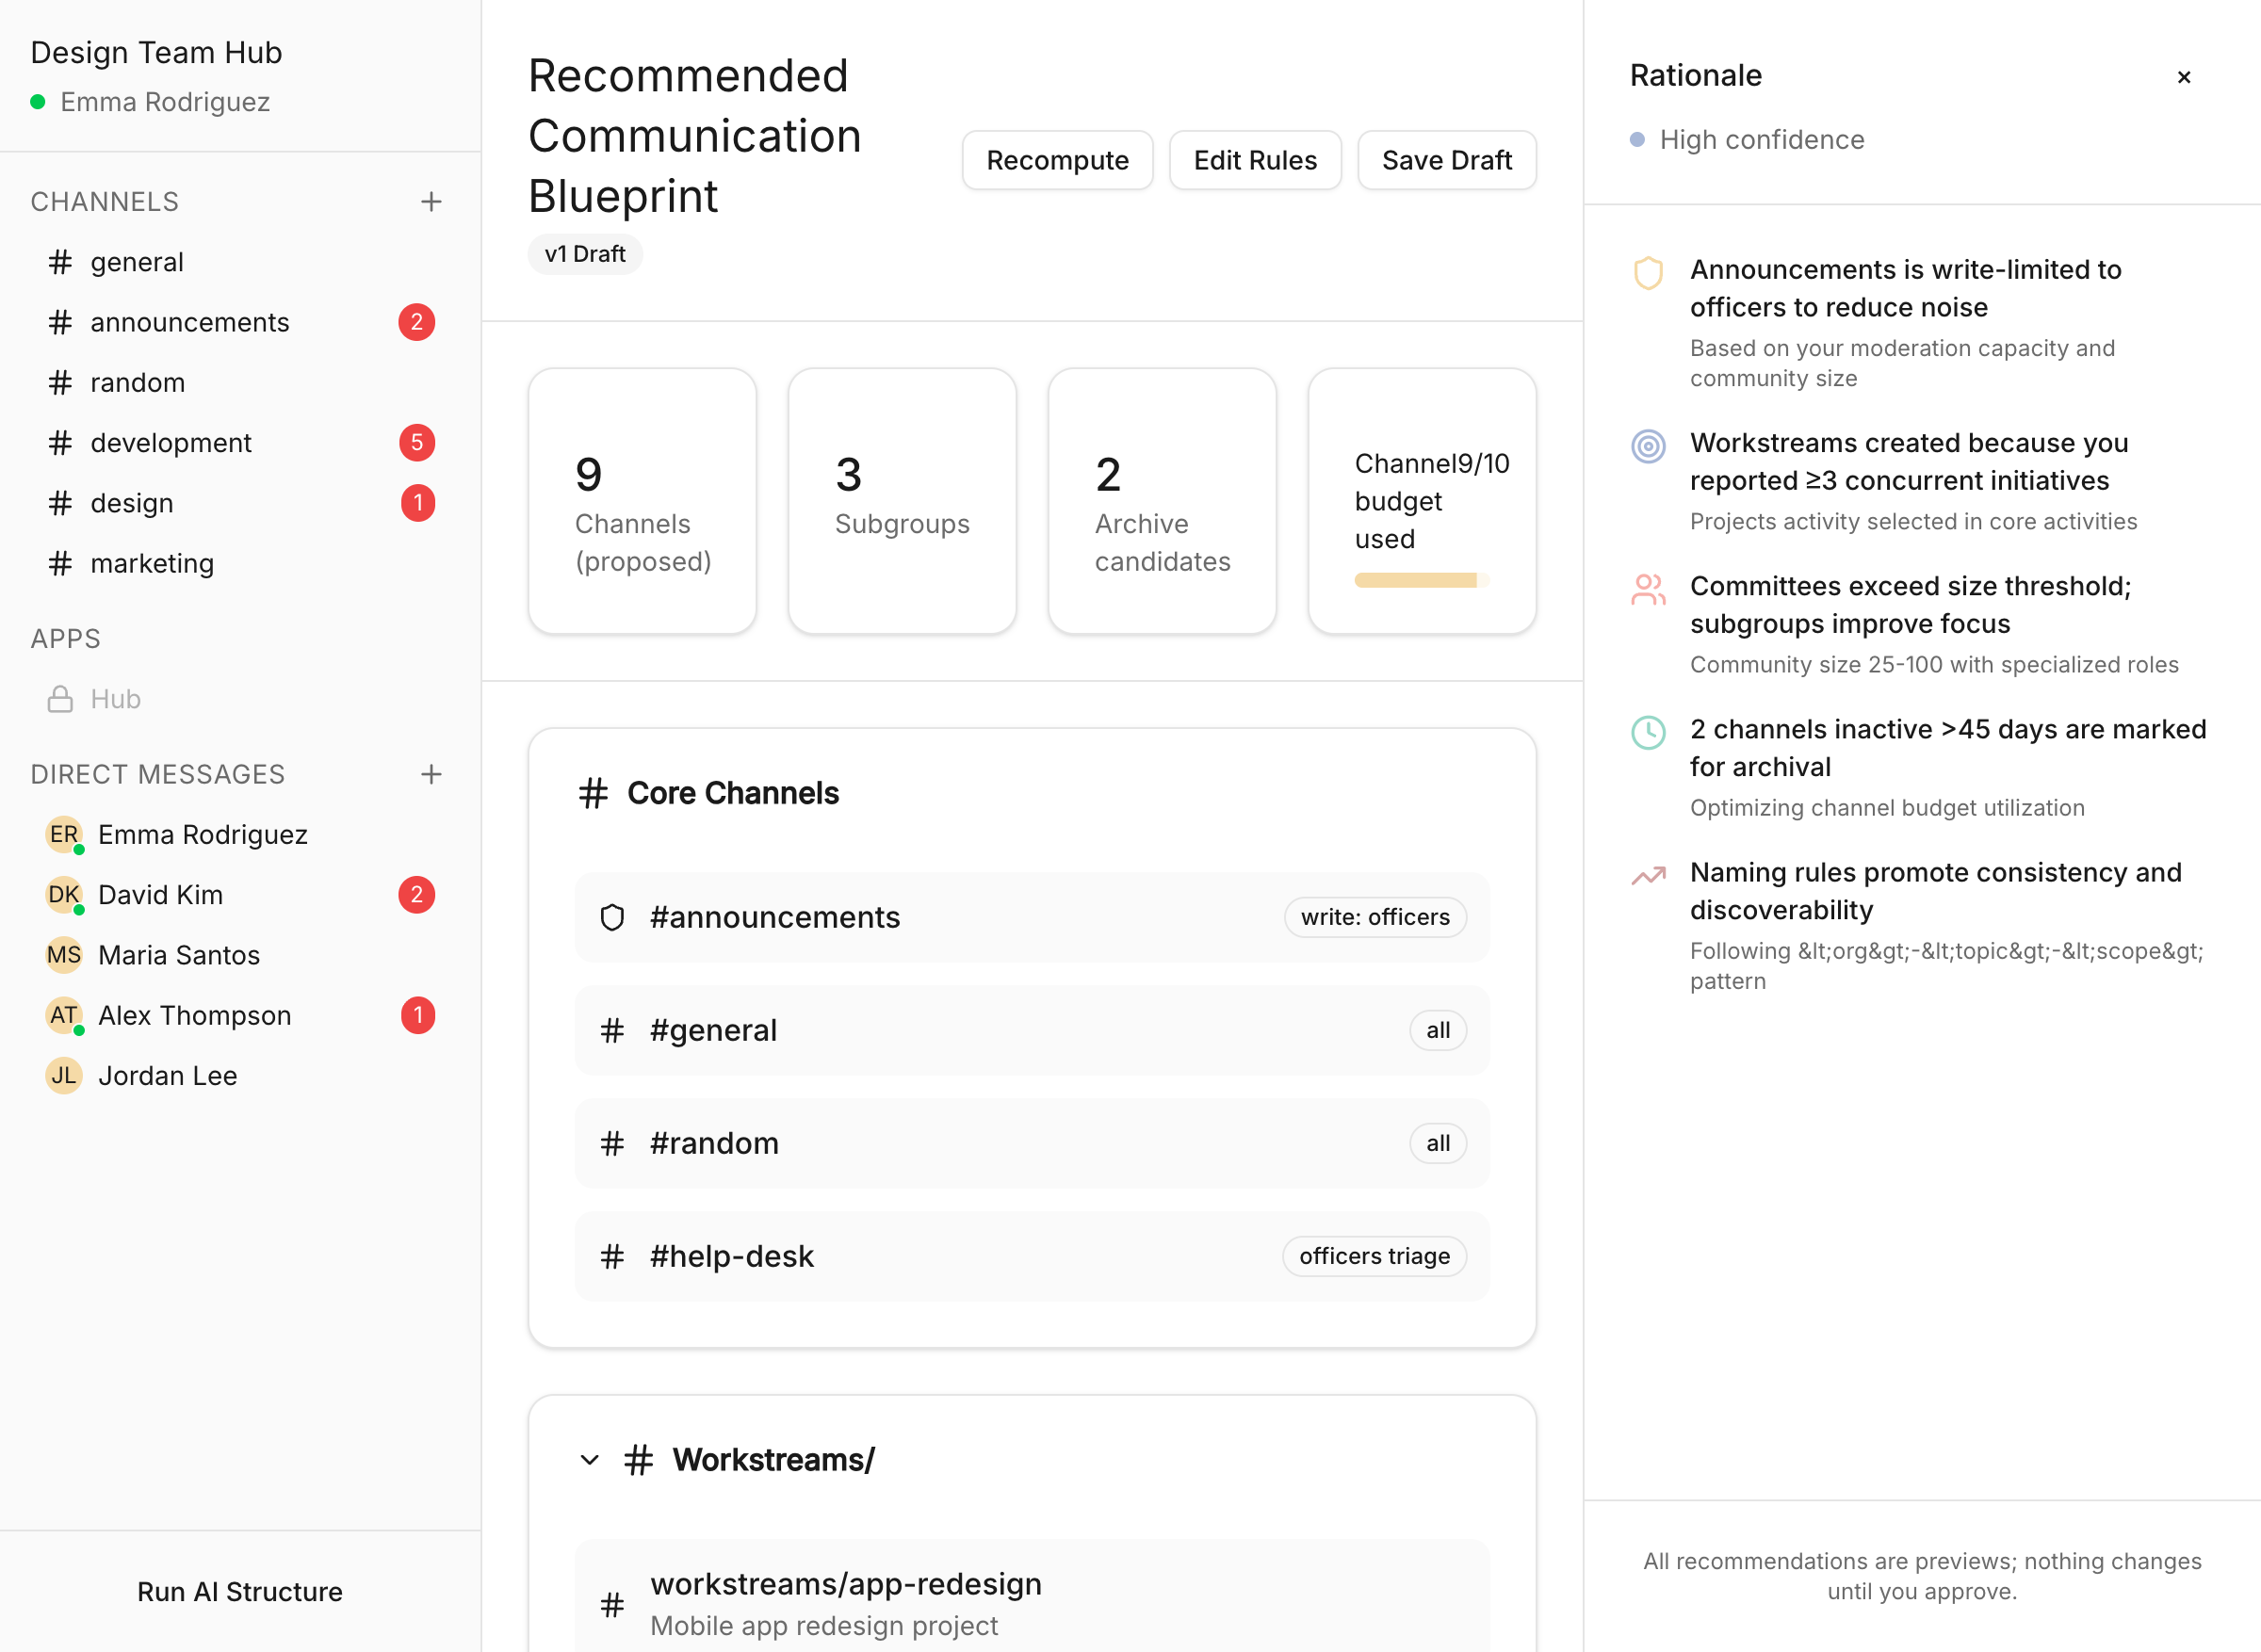 Design Team Hub
Emma Rodriguez
CHANNELS
general
announcements
2
random
development
5
design
1
marketing
APPS
Hub
DIRECT MESSAGES
ER
Emma Rodriguez
DK
David Kim
2
MS
Maria Santos
AT
Alex Thompson
1
JL
Jordan Lee
Run AI Structure
Recommended
Communication
Blueprint
v1 Draft
Recompute
Edit Rules
Save Draft
9
Channels
(proposed)
3
Subgroups
2
Archive
candidates
Channel9/10
budget
used
Core Channels
#announcements
write: officers
#general
all
#random
all
#help-desk
officers triage
Workstreams/
workstreams/app-redesign
Mobile app redesign project
Rationale
×
High confidence
Announcements is write-limited to
officers to reduce noise
Based on your moderation capacity and
community size
Workstreams created because you
reported ≥3 concurrent initiatives
Projects activity selected in core activities
Committees exceed size threshold;
subgroups improve focus
Community size 25-100 with specialized roles
2 channels inactive >45 days are marked
for archival
Optimizing channel budget utilization
Naming rules promote consistency and
discoverability
Following &lt;org&gt;-&lt;topic&gt;-&lt;scope&gt;
pattern
All recommendations are previews; nothing changes
until you approve.